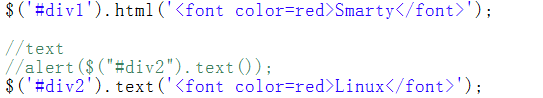 $('#div1').html('<font color=red>Smarty</font>');
//text
//alert($("#div2").text());
$('#div2').text('<font color=red>Linux</font>');